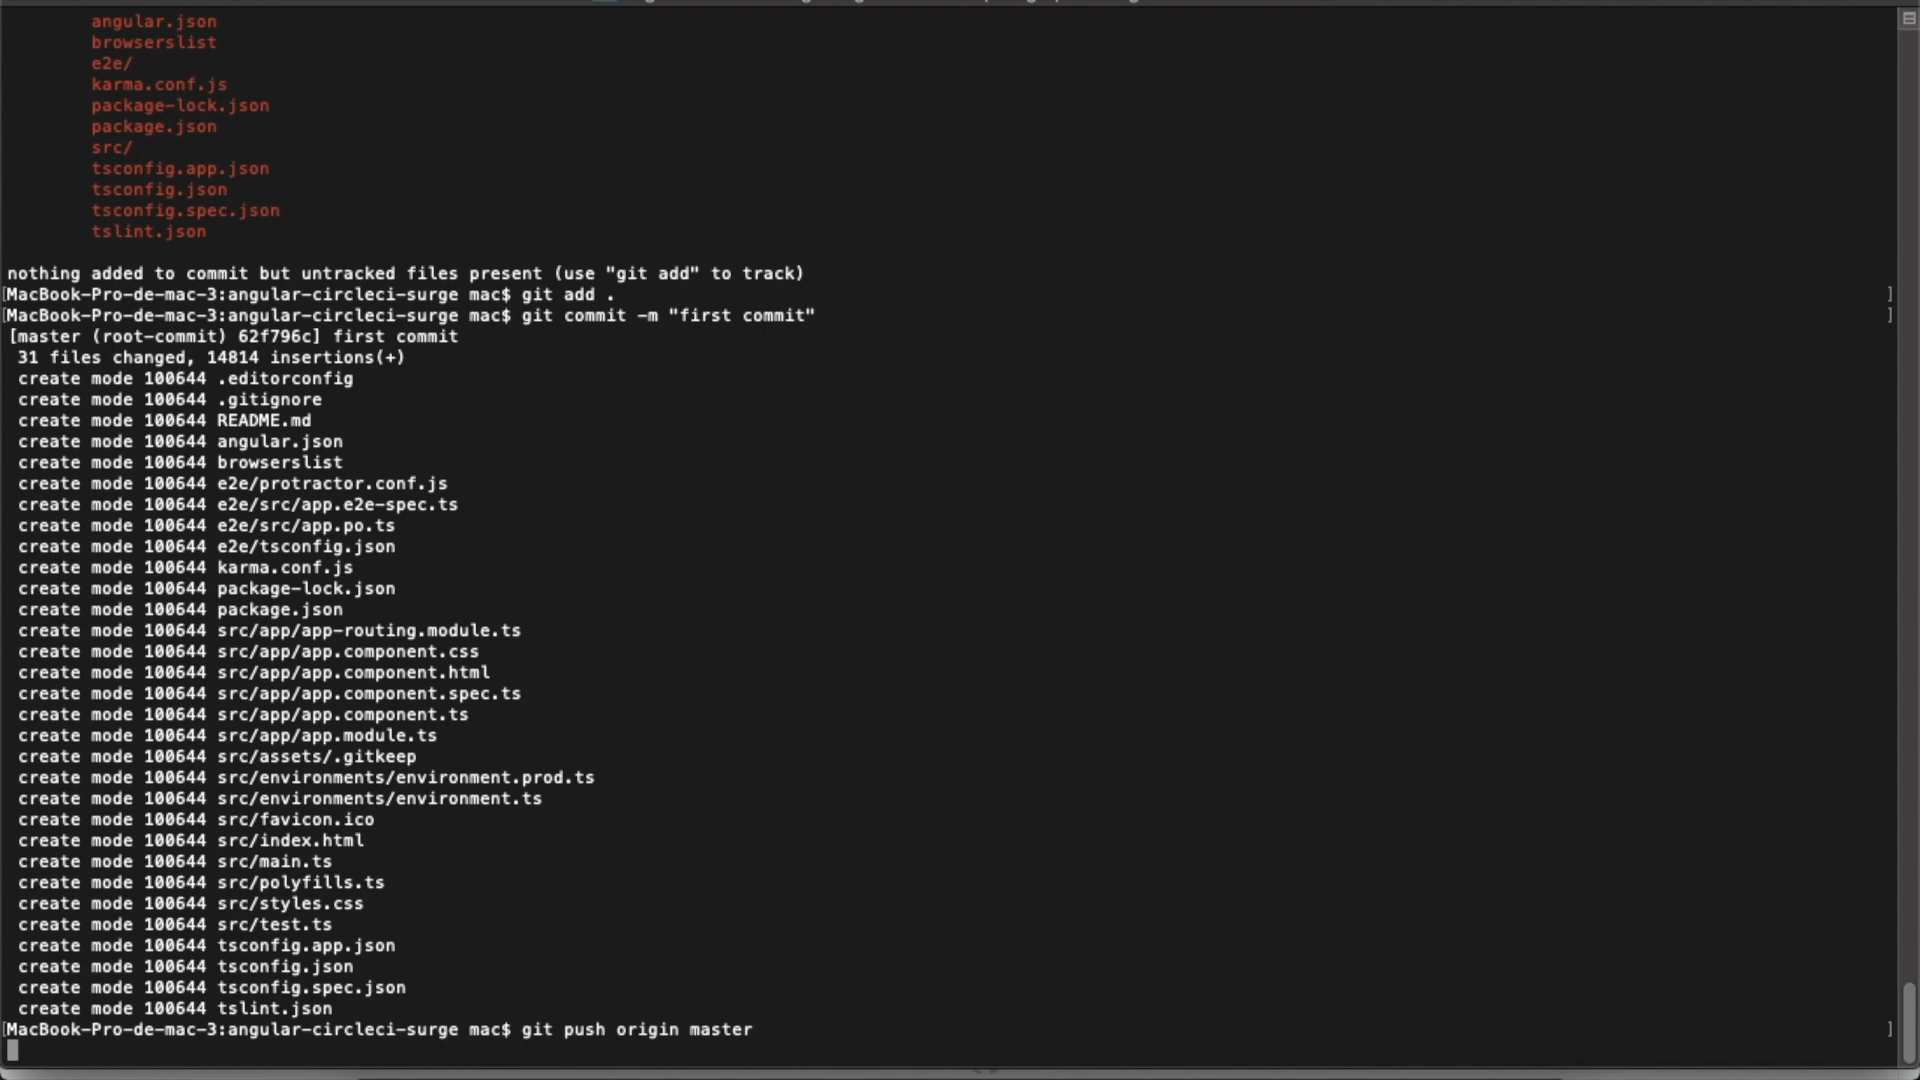 angular.json
browserslist
e2e/
karma.conf.js
package-lock.json
package.json
src/
tsconfig.app.json
tsconfig.json
tsconfig.spec.json
tslint.json
nothing added to commit but untracked files present (use "git add" to track)
[MacBook-Pro-de-mac-3:angular-circleci-surge mac$ git add . ]
[MacBook-Pro-de-mac-3:angular-circleci-surge mac$ git commit -m "first commit" ]
[master (root-commit) 62f796c] first commit
31 files changed, 14814 insertions(+)
create mode 100644 .editorconfig
create mode 100644 .gitignore
create mode 100644 README.md
create mode 100644 angular.json
create mode 100644 browserslist
create mode 100644 e2e/protractor.conf.js
create mode 100644 e2e/src/app.e2e-spec.ts
create mode 100644 e2e/src/app.po.ts
create mode 100644 e2e/tsconfig.json
create mode 100644 karma.conf.js
create mode 100644 package-lock.json
create mode 100644 package.json
create mode 100644 src/app/app-routing.module.ts
create mode 100644 src/app/app.component.css
create mode 100644 src/app/app.component.html
create mode 100644 src/app/app.component.spec.ts
create mode 100644 src/app/app.component.ts
create mode 100644 src/app/app.module.ts
create mode 100644 src/assets/.gitkeep
create mode 100644 src/environments/environment.prod.ts
create mode 100644 src/environments/environment.ts
create mode 100644 src/favicon.ico
create mode 100644 src/index.html
create mode 100644 src/main.ts
create mode 100644 src/polyfills.ts
create mode 100644 src/styles.css
create mode 100644 src/test.ts
create mode 100644 tsconfig.app.json
create mode 100644 tsconfig.json
create mode 100644 tsconfig.spec.json
create mode 100644 tslint.json
[MacBook-Pro-de-mac-3:angular-circleci-surge mac$ git push origin master ]